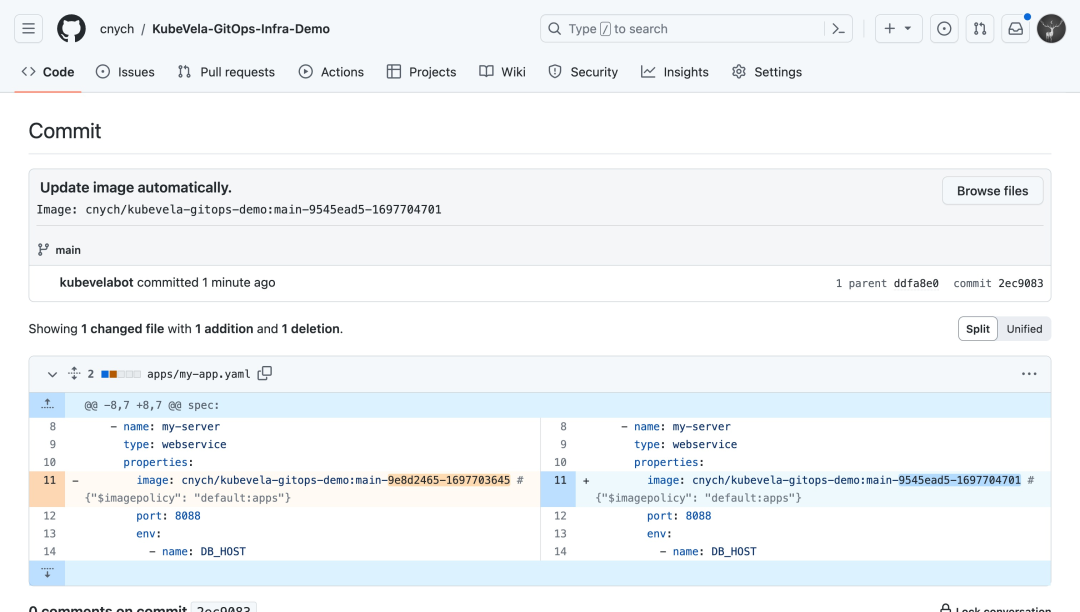 cnych / KubeVela-GitOps-Infra-Demo
Type / to search
Code Issues Pull requests Actions Projects Wiki Security Insights Settings
Commit
Update image automatically.
Browse files
Image: cnych/kubevela-gitops-demo:main-9545ead5-1697704701
main
kubevelabot committed 1 minute ago 1 parent ddfa8e0 commit 2ec9083
Showing 1 changed file with 1 addition and 1 deletion. Split Unified
2 apps/my-app.yaml
@@ -8,7 +8,7 @@ spec:
8 - name: my-server
9 type: webservice
10 properties:
11 - image: cnych/kubevela-gitops-demo:main-9e8d2465-1697703645 #
{"$imagepolicy": "default:apps"}
12 port: 8088
13 env:
14 - name: DB_HOST
8 - name: my-server
9 type: webservice
10 properties:
11 + image: cnych/kubevela-gitops-demo:main-9545ead5-1697704701 #
{"$imagepolicy": "default:apps"}
12 port: 8088
13 env:
14 - name: DB_HOST
0 comments on commit 2ec9083 Lock conversation